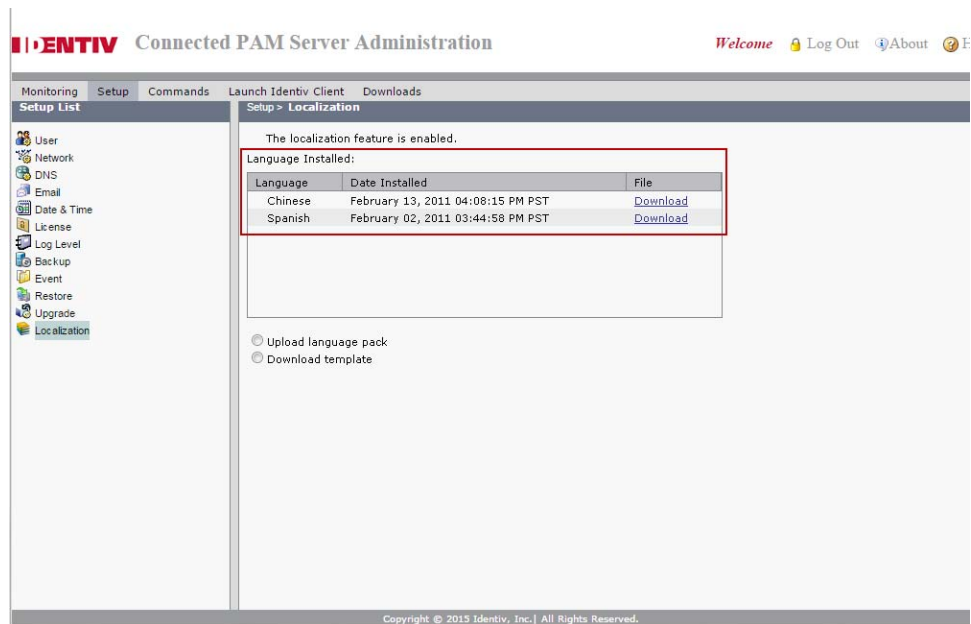 IDENTIV Connected PAM Server Administration
Welcome Log Out About
Monitoring Setup Commands Launch Identiv Client Downloads
Setup List
User
Network
DNS
Email
Date & Time
License
Log Level
Backup
Event
Restore
Upgrade
Localization
Setup > Localization
The localization feature is enabled.
Language Installed:
Language Date Installed File
Chinese February 13, 2011 04:08:15 PM PST Download
Spanish February 02, 2011 03:44:58 PM PST Download
Upload language pack
Download template
Copyright © 2015 Identiv, Inc.| All Rights Reserved.